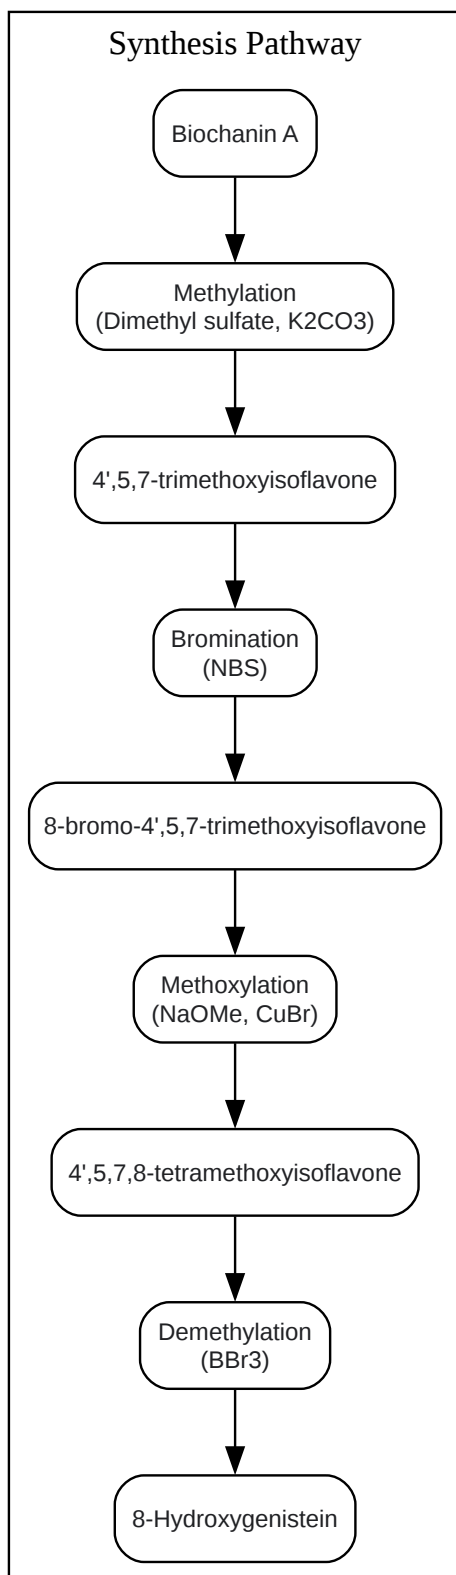 Synthesis Pathway
Biochanin A
Methylation
(Dimethyl sulfate, K2CO3)
4',5,7-trimethoxyisoflavone
Bromination
(NBS)
8-bromo-4',5,7-trimethoxyisoflavone
Methoxylation
(NaOMe, CuBr)
4',5,7,8-tetramethoxyisoflavone
Demethylation
(BBr3)
8-Hydroxygenistein